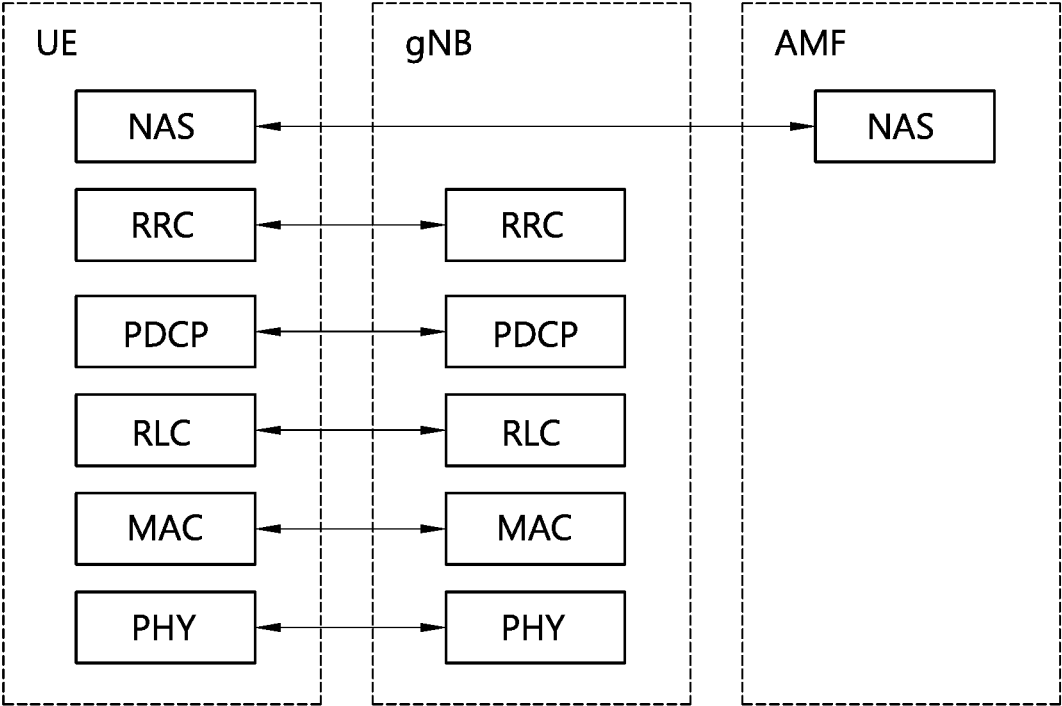 UE
gNB
AMF
NAS
NAS
RRC
RRC
PDCP
PDCP
RLC
RLC
MAC
MAC
PHY
PHY